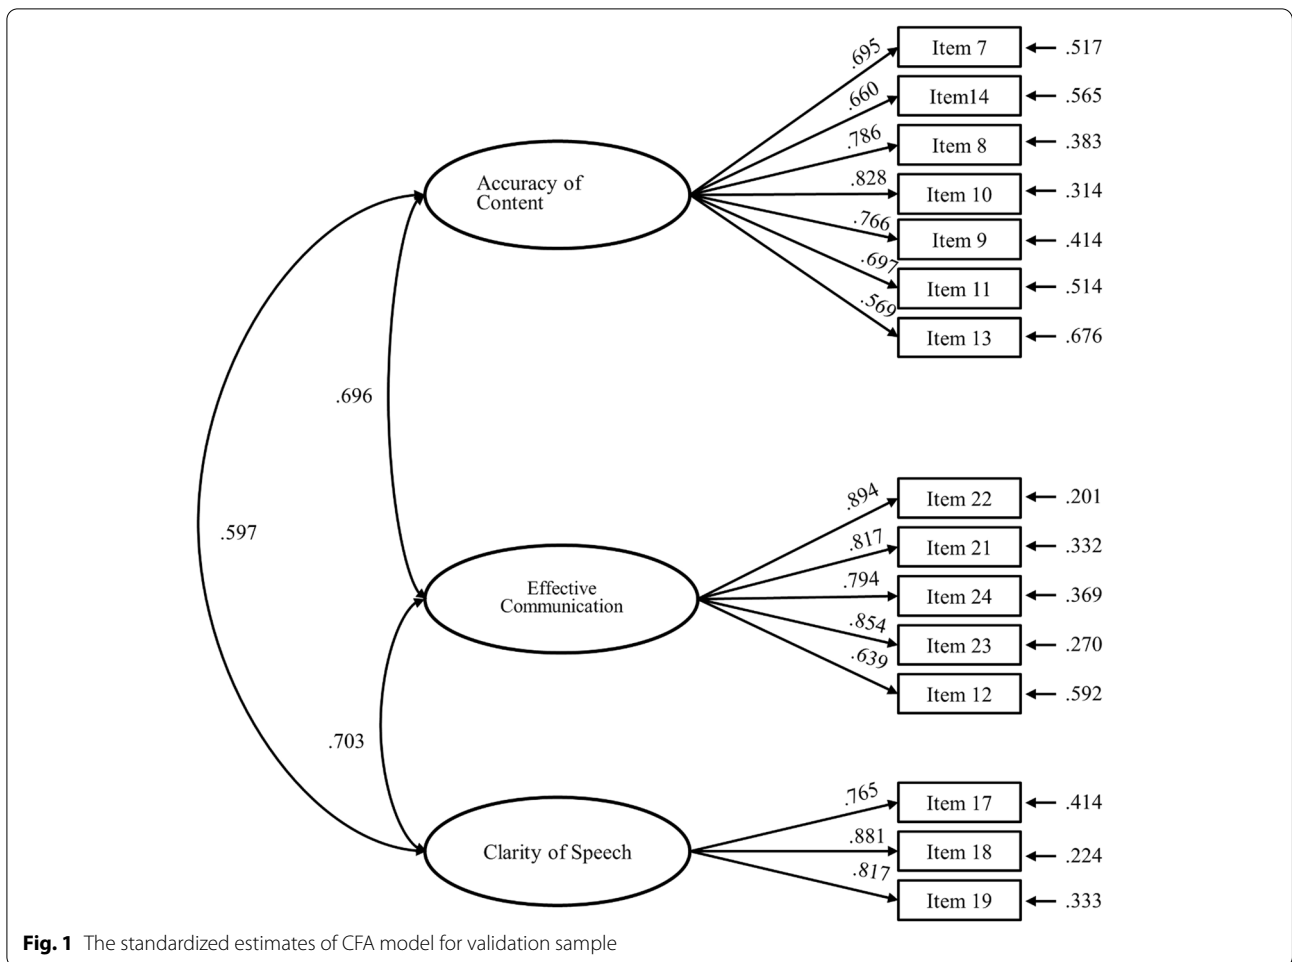 .695
Item 7
.517
.660
Item14
.565
.786
Item 8
.383
.828
Item 10
.314
.766
Item 9
.414
.697
Item 11
.514
.569
Item 13
.676
Accuracy of
Content
.696
.597
.894
Item 22
.201
.817
Item 21
.332
.794
Item 24
.369
.854
Item 23
.270
.639
Item 12
.592
Effective
Communication
.703
.765
Item 17
.414
.881
Item 18
.224
.817
Item 19
.333
Clarity of Speech
Fig. 1 The standardized estimates of CFA model for validation sample